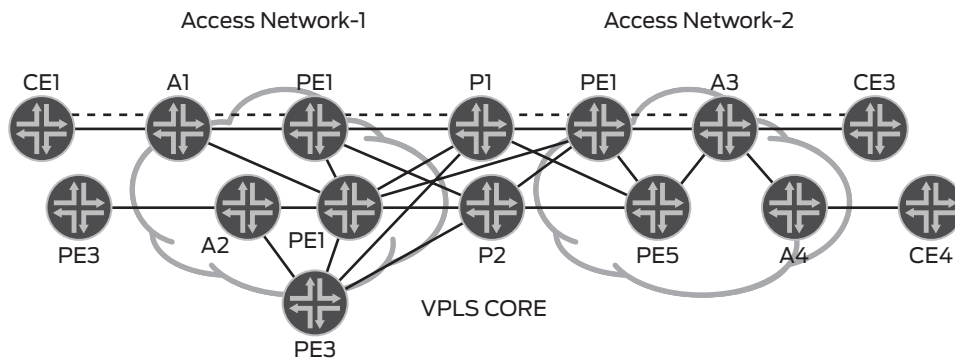 Access Network-1
Access Network-2
CE1
A1
PE1
P1
PE1
A3
CE3
PE3
A2
PE1
P2
PE5
A4
CE4
VPLS CORE
PE3